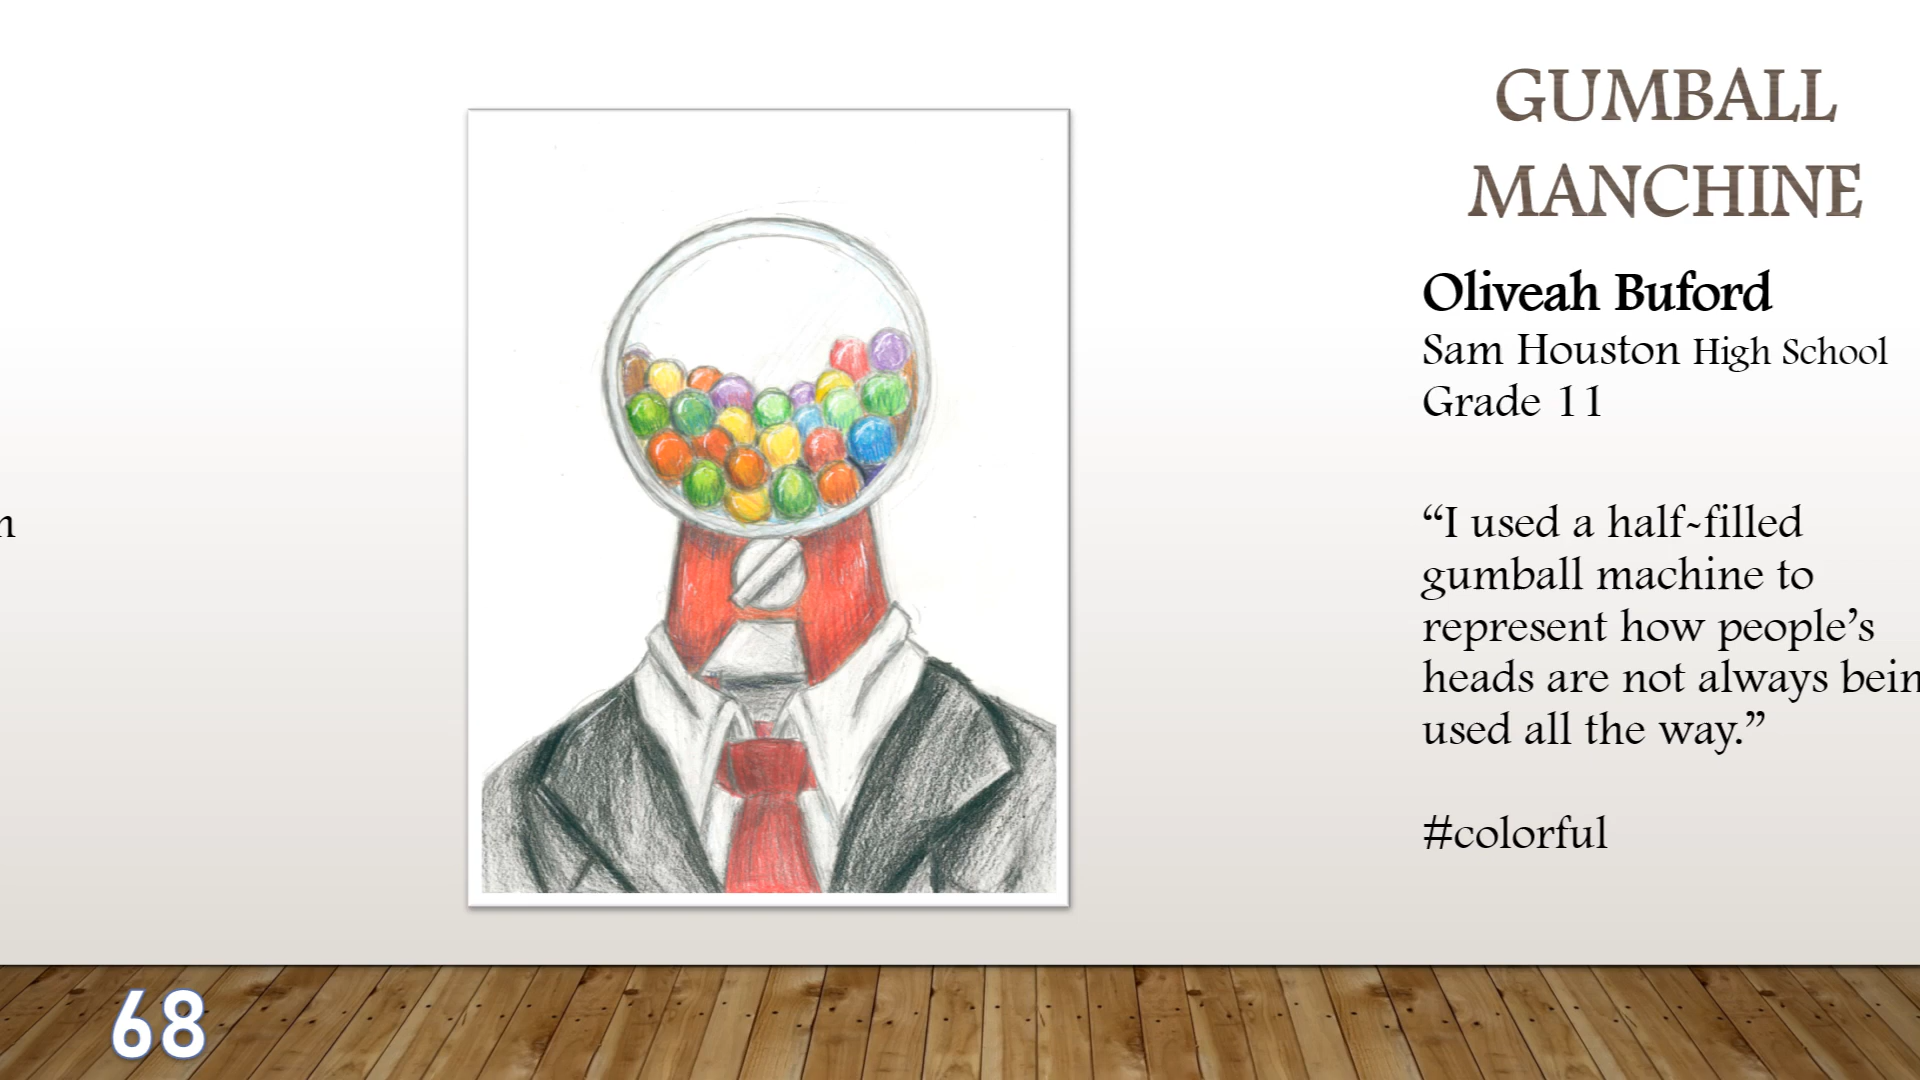 GUMBALL
MANCHINE
Oliveah Buford
Sam Houston High School
Grade 11
“I used a half-filled
gumball machine to
represent how people’s
heads are not always bein
used all the way.”
#colorful
n
68